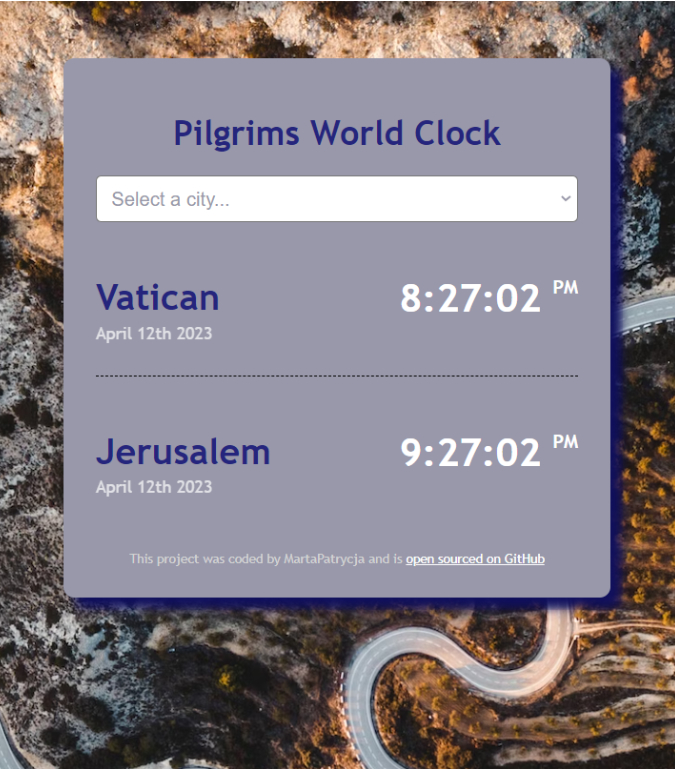 Pilgrims World Clock
Select a city...
Vatican 8:27:02 PM
April 12th 2023
Jerusalem 9:27:02 PM
April 12th 2023
This project was coded by MartaPatrycja and is open sourced on GitHub